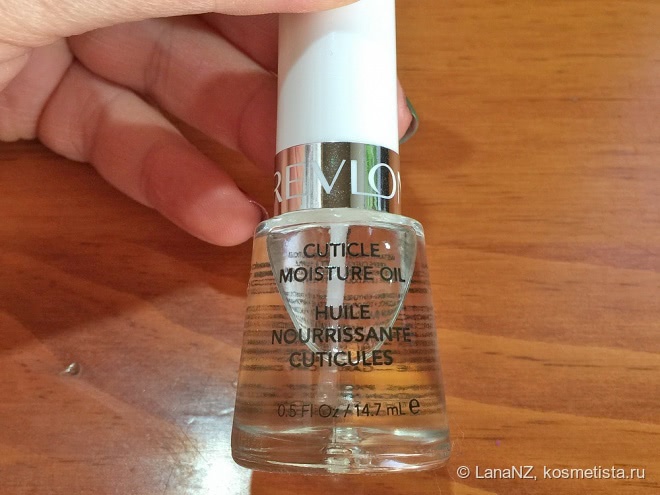 REVLON
CUTICLE
MOISTURE OIL
HUILE
NOURRISSANTE
CUTICULES
0.5 Fl Oz / 14.7 mL ℮
© LanaNZ, kosmetista.ru